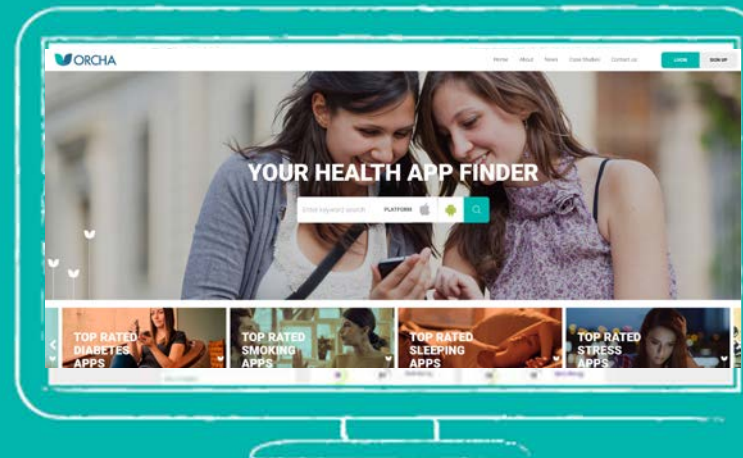 ORCHA
Home About News Case Studies Contact us LOGIN SIGN UP
YOUR HEALTH APP FINDER
Enter keyword search PLATFORM
TOP RATED
DIABETES
APPS
TOP RATED
SMOKING
APPS
TOP RATED
SLEEPING
APPS
TOP RATED
STRESS
APPS